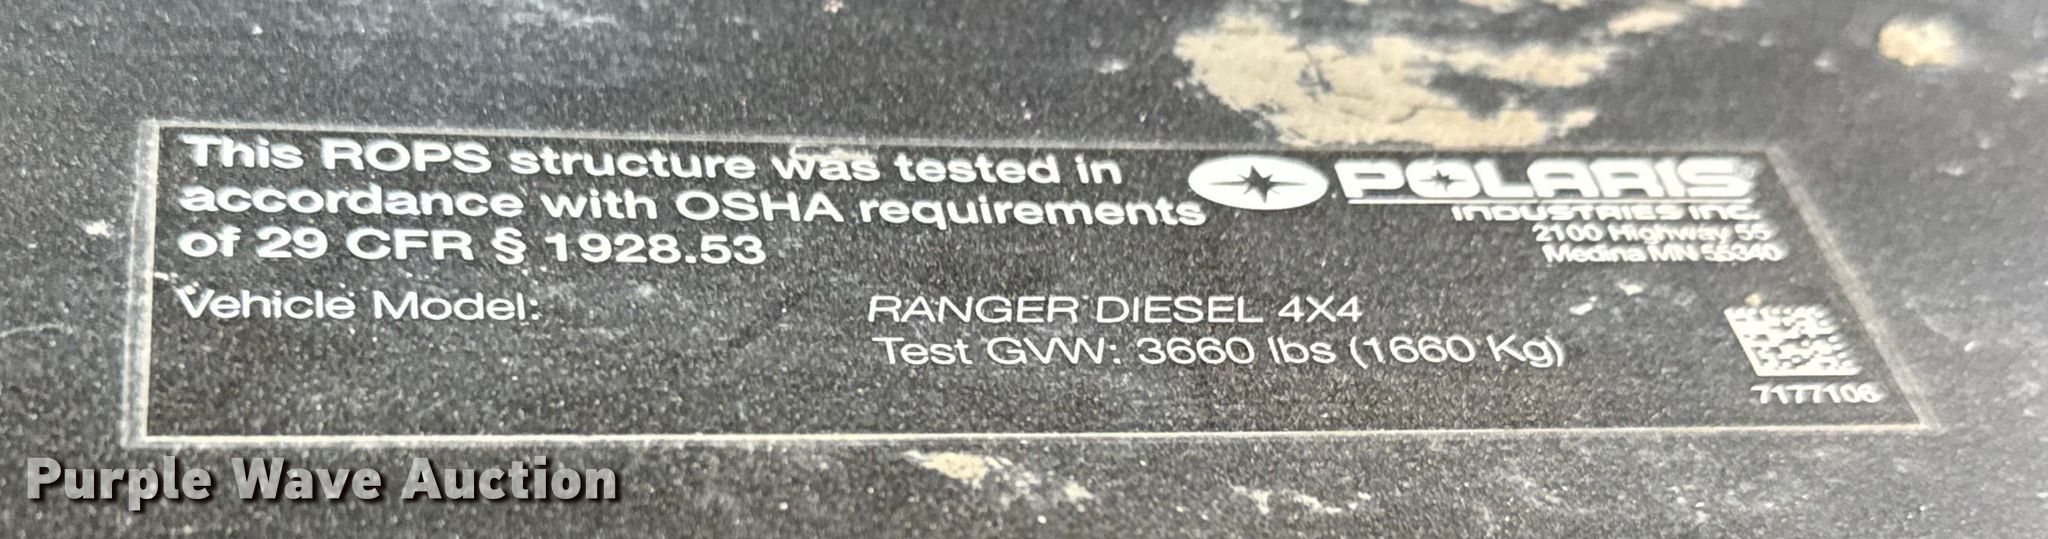 This ROPS structure was tested in
accordance with OSHA requirements
of 29 CFR § 1928.53
POLARIS
INDUSTRIES INC.
2100 Highway 55
Medina MN 55340
Vehicle Model:
RANGER DIESEL 4X4
Test GVW: 3660 lbs (1660 Kg)
7177106
Purple Wave Auction